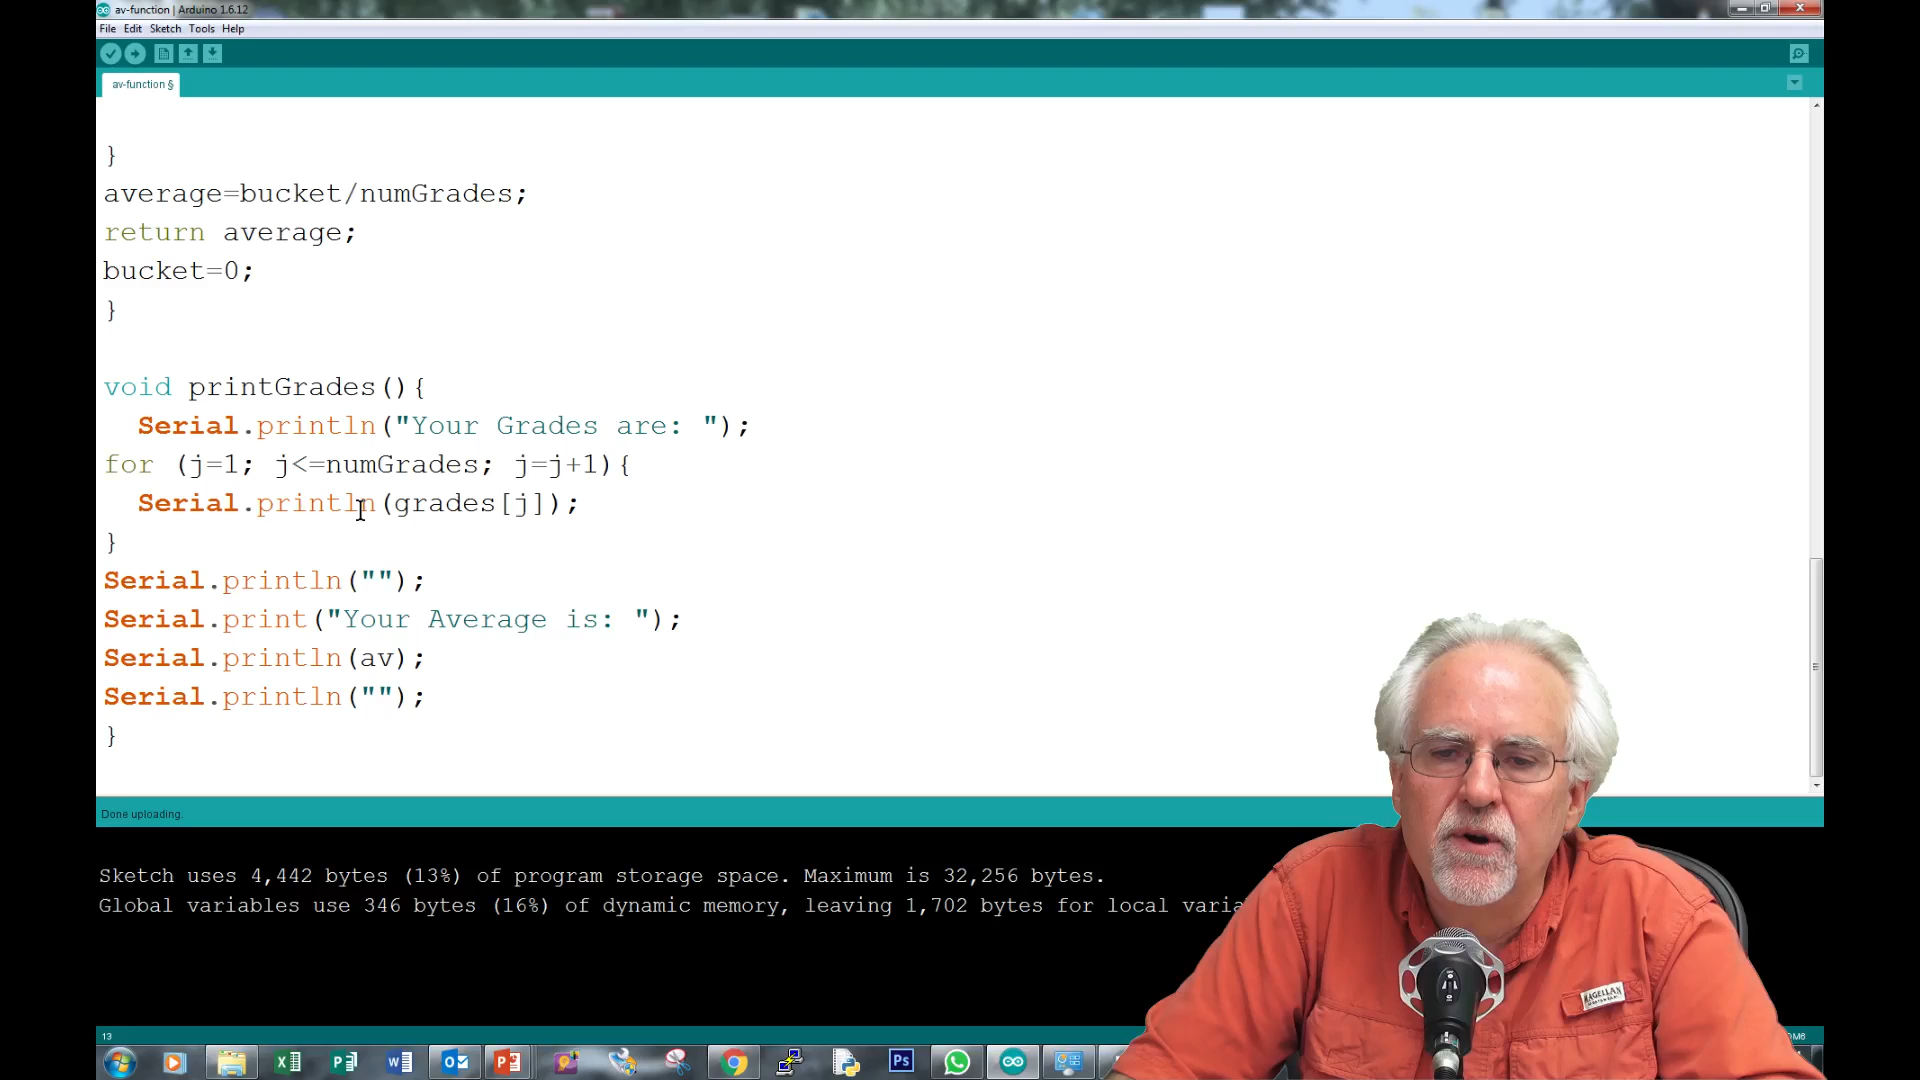 av-function | Arduino 1.6.12
File Edit Sketch Tools Help
av-function §
}
average=bucket/numGrades;
return average;
bucket=0;
}
void printGrades(){
Serial.println("Your Grades are: ");
for (j=1; j<=numGrades; j=j+1){
Serial.println(grades[j]);
}
Serial.println("");
Serial.print("Your Average is: ");
Serial.println(av);
Serial.println("");
}
Done uploading.
Sketch uses 4,442 bytes (13%) of program storage space. Maximum is 32,256 bytes.
Global variables use 346 bytes (16%) of dynamic memory, leaving 1,702 bytes for local varia
MAGELLAN
13
Ps